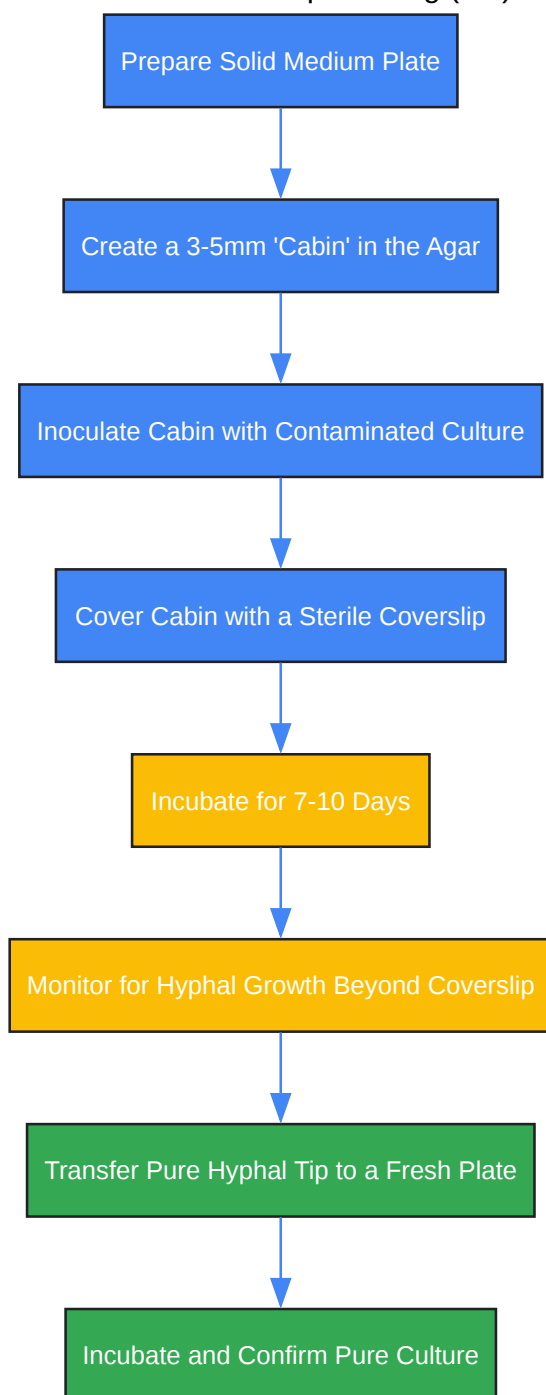 Prepare Solid Medium Plate
Create a 3-5mm 'Cabin' in the Agar
Inoculate Cabin with Contaminated Culture
Cover Cabin with a Sterile Coverslip
Incubate for 7-10 Days
Monitor for Hyphal Growth Beyond Coverslip
Transfer Pure Hyphal Tip to a Fresh Plate
Incubate and Confirm Pure Culture